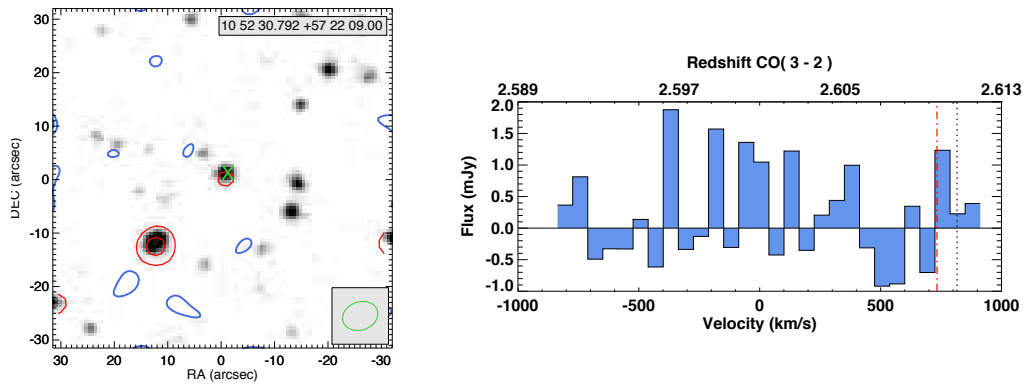 10 52 30.792 +57 22 09.00
30
20
10
0
-10
-20
-30
DEC (arcsec)
30 20 10 0 -10 -20 -30
RA (arcsec)
Redshift CO( 3 - 2 )
2.589 2.597 2.605 2.613
2.0
1.5
1.0
0.5
0.0
-0.5
-1.0
Flux (mJy)
-1000 -500 0 500 1000
Velocity (km/s)